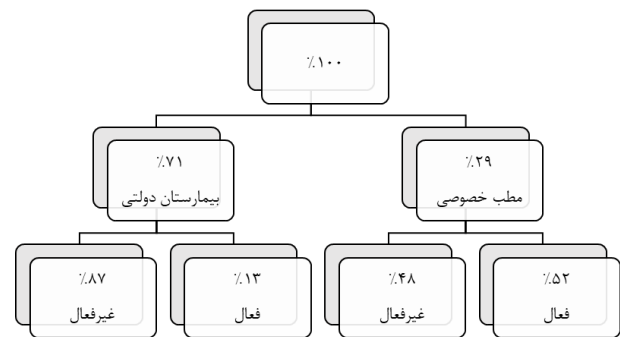 ٪۱۰۰
٪۲۹
مطب خصوصی
٪۷۱
بیمارستان دولتی
٪۵۲
فعال
٪۴۸
غیرفعال
٪۱۳
فعال
٪۸۷
غیرفعال